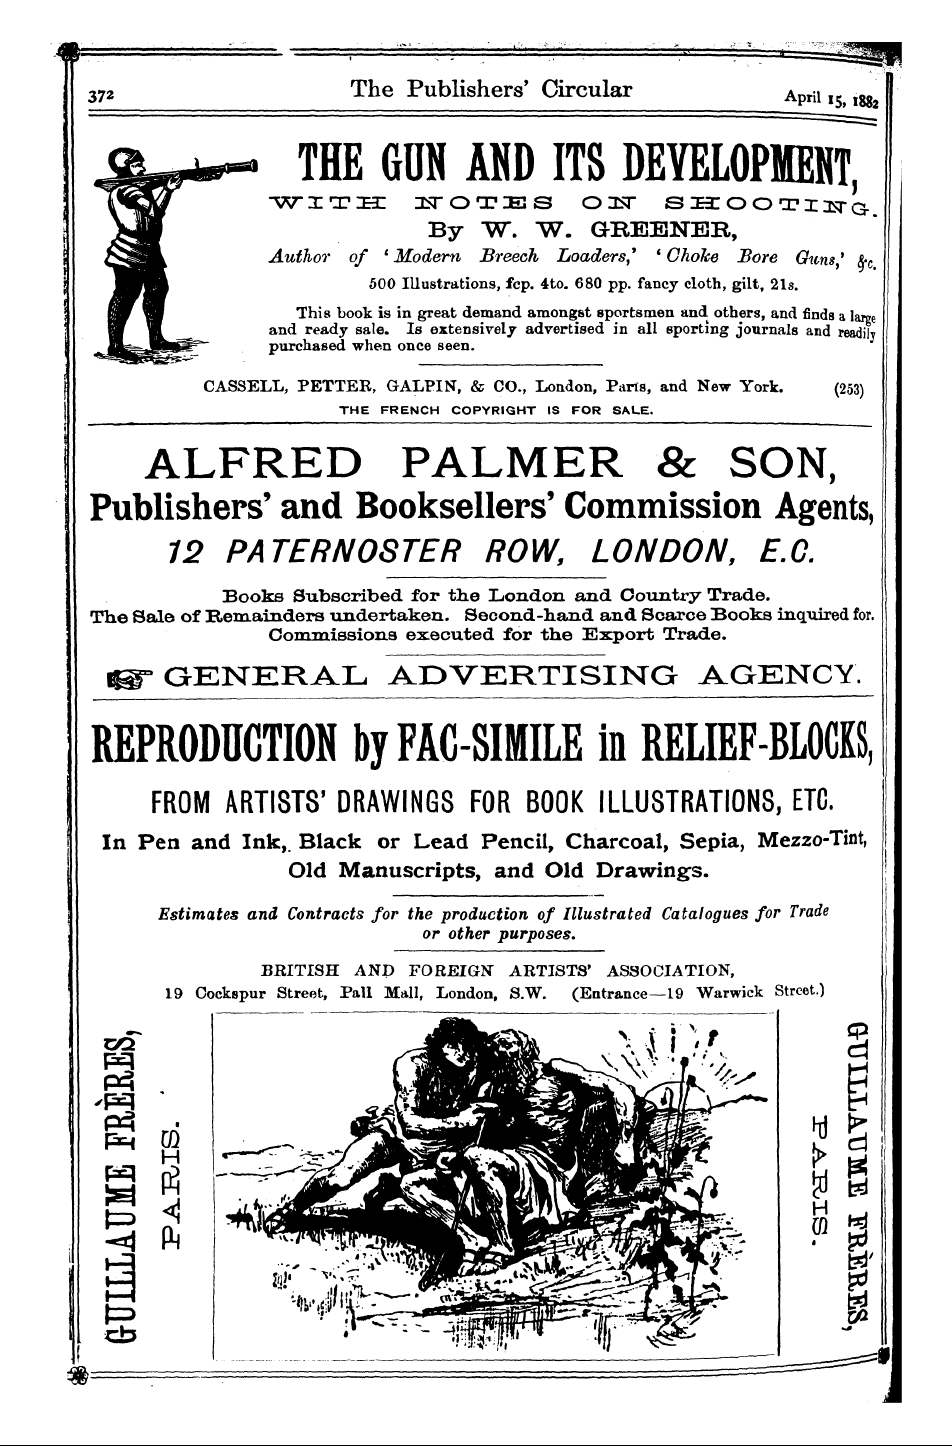 372
The Publishers' Circular
April 15, 1882
THE GUN AND ITS DEVELOPMENT,
WITH NOTES ON SHOOTING.
By W. W. GREENER,
Author of 'Modern Breech Loaders,' 'Choke Bore Guns,' &c.
500 Illustrations, fcp. 4to. 680 pp. fancy cloth, gilt, 21s.
This book is in great demand amongst sportsmen and others, and finds a large
and ready sale. Is extensively advertised in all sporting journals and readily
purchased when once seen.
CASSELL, PETTER, GALPIN, & CO., London, Paris, and New York. (253)
THE FRENCH COPYRIGHT IS FOR SALE.
ALFRED PALMER & SON,
Publishers' and Booksellers' Commission Agents,
12 PATERNOSTER ROW, LONDON, E.C.
Books Subscribed for the London and Country Trade.
The Sale of Remainders undertaken. Second-hand and Scarce Books inquired for.
Commissions executed for the Export Trade.
☞ GENERAL ADVERTISING AGENCY.
REPRODUCTION by FAC-SIMILE in RELIEF-BLOCKS,
FROM ARTISTS' DRAWINGS FOR BOOK ILLUSTRATIONS, ETC.
In Pen and Ink, Black or Lead Pencil, Charcoal, Sepia, Mezzo-Tint,
Old Manuscripts, and Old Drawings.
Estimates and Contracts for the production of Illustrated Catalogues for Trade
or other purposes.
BRITISH AND FOREIGN ARTISTS' ASSOCIATION,
19 Cockspur Street, Pall Mall, London, S.W. (Entrance—19 Warwick Street.)
GUILLAUME FRÈRES,
PARIS.
GUILLAUME FRÈRES,
PARIS.